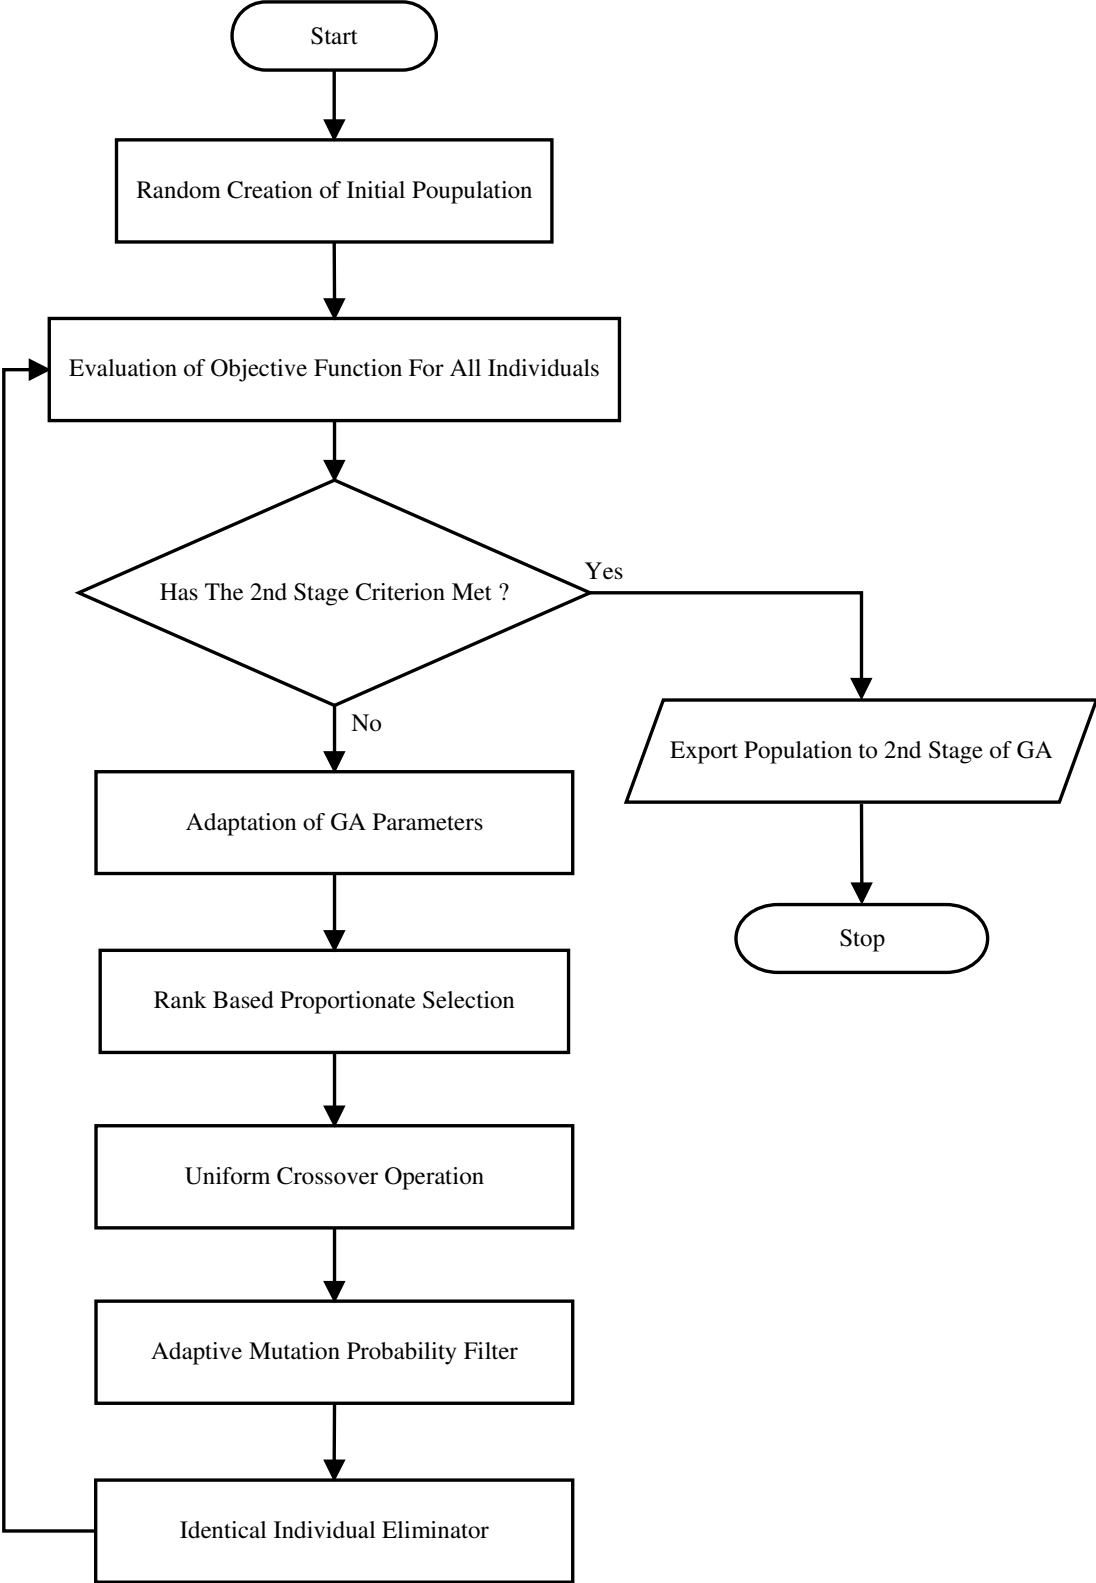 Start
Random Creation of Initial Poupulation
Evaluation of Objective Function For All Individuals
Has The 2nd Stage Criterion Met ?
Yes
No
Export Population to 2nd Stage of GA
Adaptation of GA Parameters
Stop
Rank Based Proportionate Selection
Uniform Crossover Operation
Adaptive Mutation Probability Filter
Identical Individual Eliminator